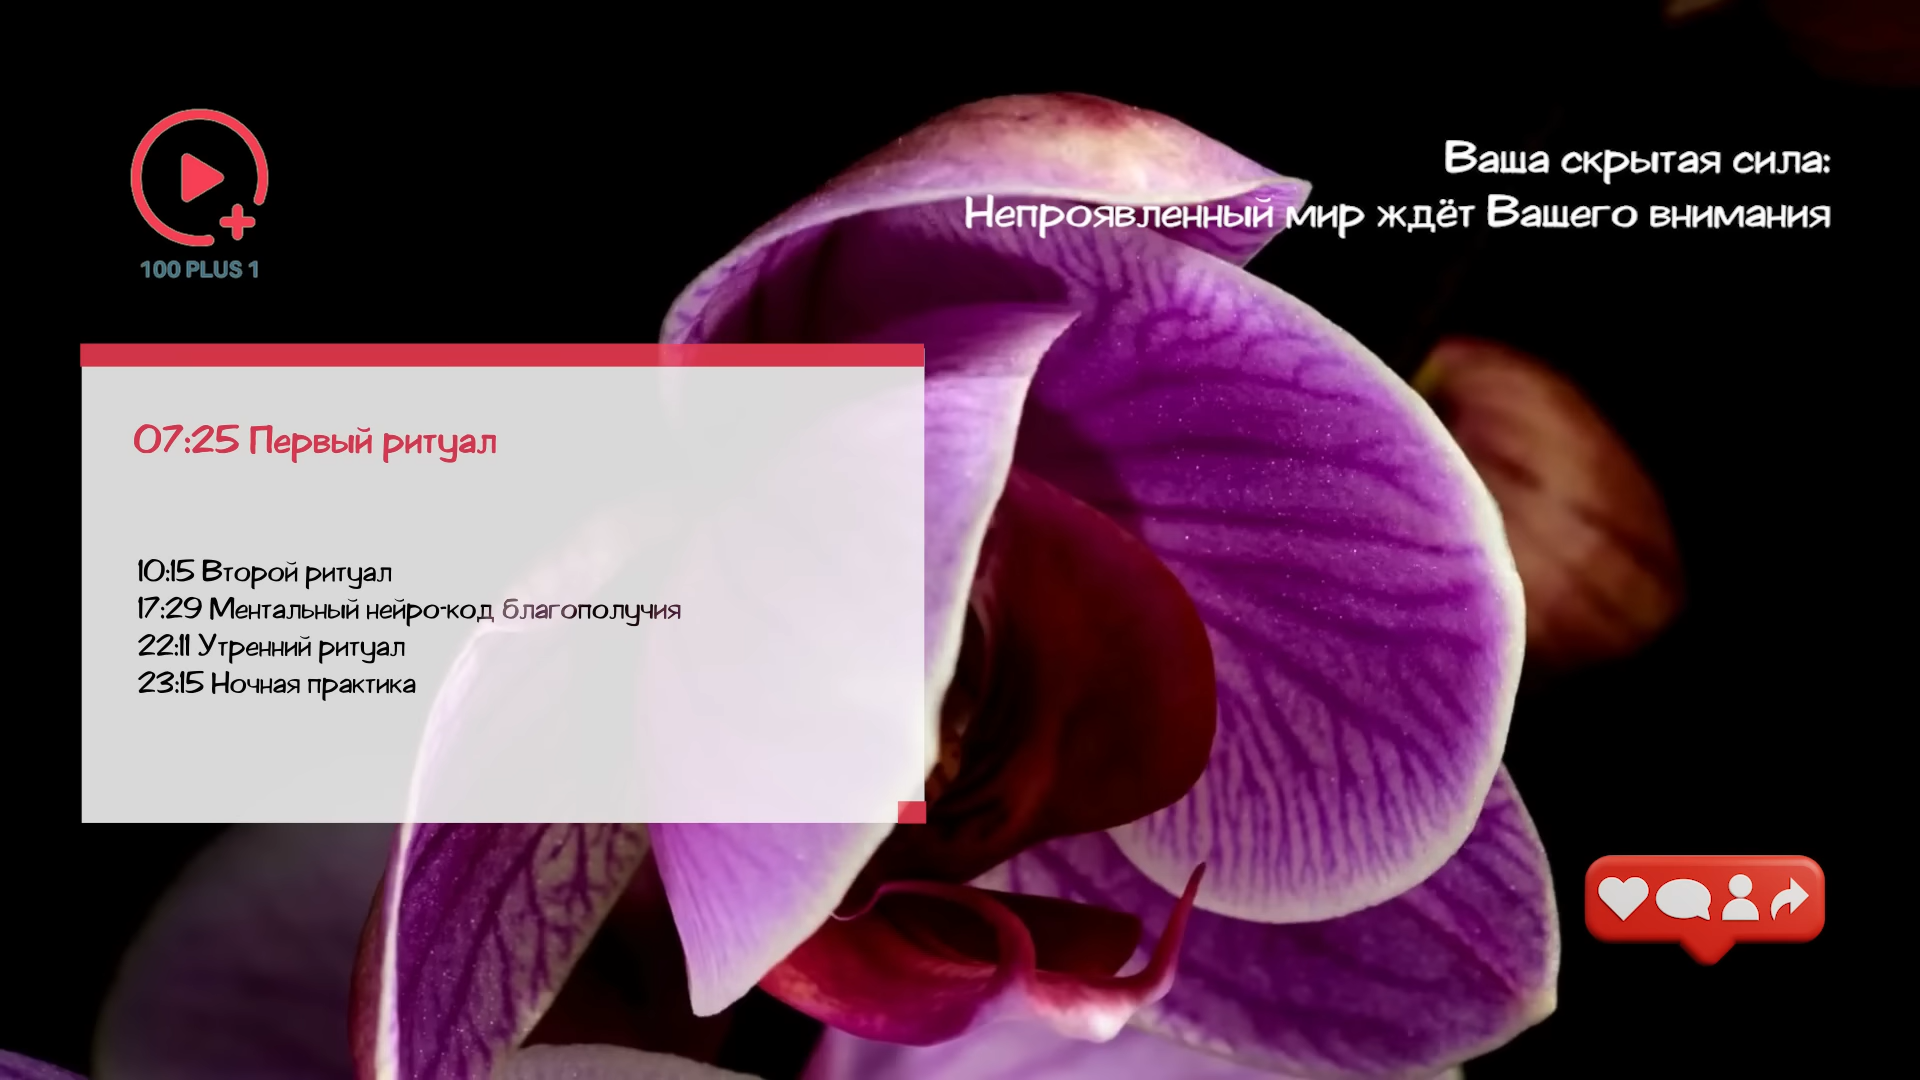 100 PLUS 1
Ваша скрытая сила:
Непроявленный мир ждёт Вашего внимания
07:25 Первый ритуал
10:15 Второй ритуал
17:29 Ментальный нейро-код благополучия
22:11 Утренний ритуал
23:15 Ночная практика